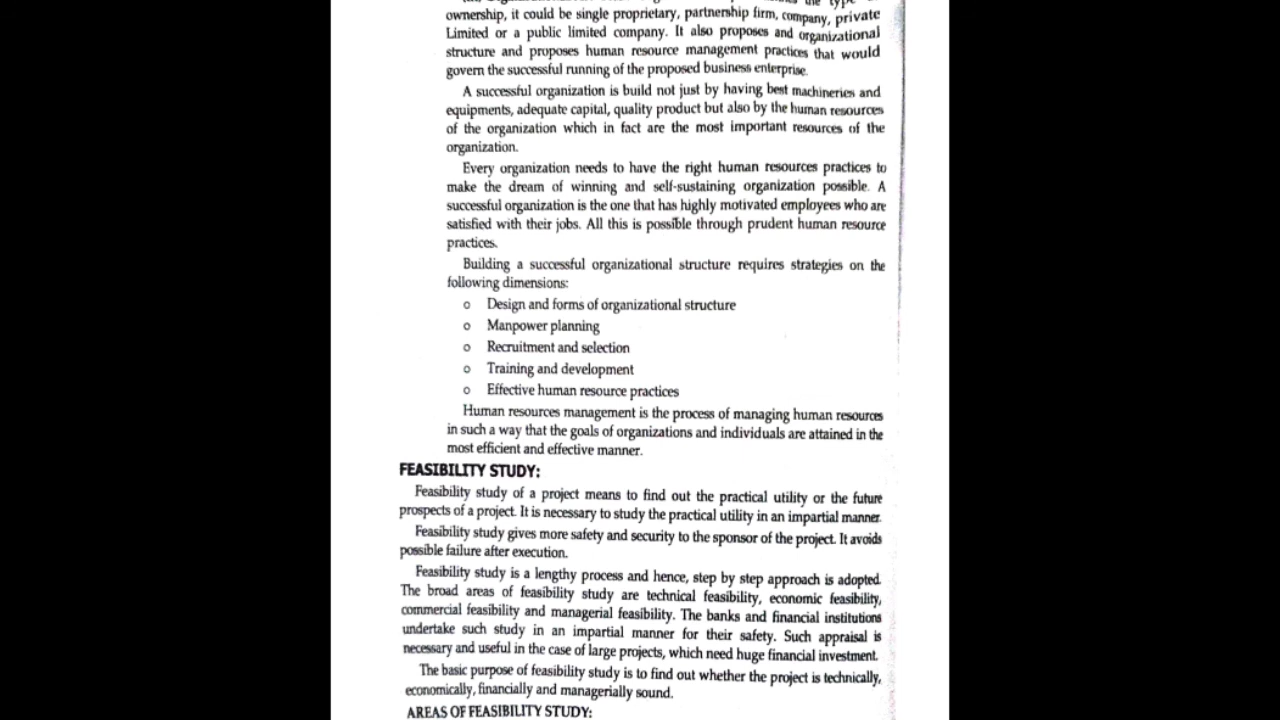 ownership, it could be single proprietary, partnership firm, company, private
Limited or a public limited company. It also proposes and organizational
structure and proposes human resource management practices that would
govern the successful running of the proposed business enterprise.
A successful organization is build not just by having best machineries and
equipments, adequate capital, quality product but also by the human resources
of the organization which in fact are the most important resources of the
organization.
Every organization needs to have the right human resources practices to
make the dream of winning and self-sustaining organization possible. A
successful organization is the one that has highly motivated employees who are
satisfied with their jobs. All this is possible through prudent human resource
practices.
Building a successful organizational structure requires strategies on the
following dimensions:
o Design and forms of organizational structure
o Manpower planning
o Recruitment and selection
o Training and development
o Effective human resource practices
Human resources management is the process of managing human resources
in such a way that the goals of organizations and individuals are attained in the
most efficient and effective manner.
FEASIBILITY STUDY:
Feasibility study of a project means to find out the practical utility or the future
prospects of a project. It is necessary to study the practical utility in an impartial manner.
Feasibility study gives more safety and security to the sponsor of the project. It avoids
possible failure after execution.
Feasibility study is a lengthy process and hence, step by step approach is adopted.
The broad areas of feasibility study are technical feasibility, economic feasibility,
commercial feasibility and managerial feasibility. The banks and financial institutions
undertake such study in an impartial manner for their safety. Such appraisal is
necessary and useful in the case of large projects, which need huge financial investment.
The basic purpose of feasibility study is to find out whether the project is technically,
economically, financially and managerially sound.
AREAS OF FEASIBILITY STUDY: